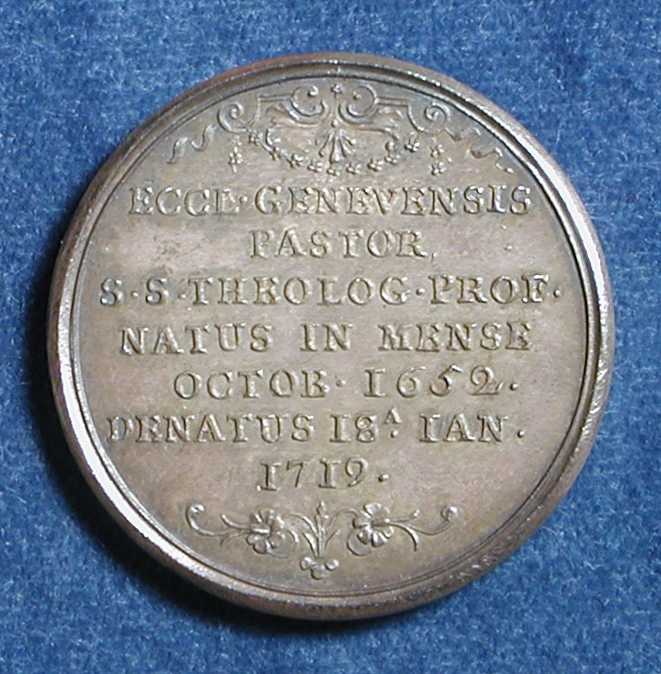 ECCL·GENEVENSIS
PASTOR,
S·S·THEOLOG·PROF·
NATUS IN MENSE
OCTOB· 1652.
DENATUS 18A. IAN.
1719.